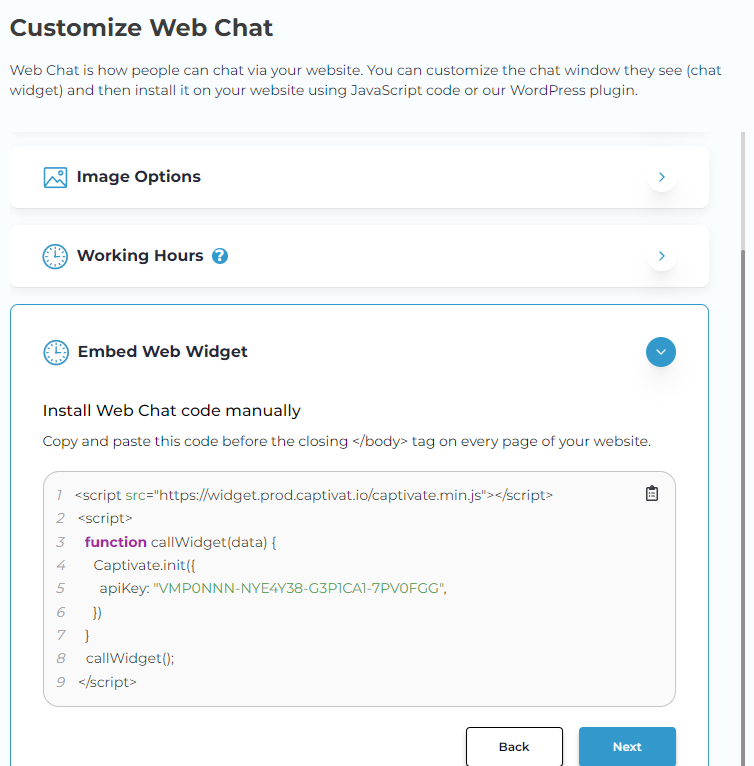 Customize Web Chat
Web Chat is how people can chat via your website. You can customize the chat window they see (chat
widget) and then install it on your website using JavaScript code or our WordPress plugin.
Image Options
Working Hours ?
Embed Web Widget
Install Web Chat code manually
Copy and paste this code before the closing </body> tag on every page of your website.
1 <script src="https://widget.prod.captivat.io/captivate.min.js"></script>
2 <script>
3 function callWidget(data) {
4 Captivate.init({
5 apiKey: "VMP0NNN-NYE4Y38-G3P1CA1-7PV0FGG",
6 })
7 }
8 callWidget();
9 </script>
Back Next